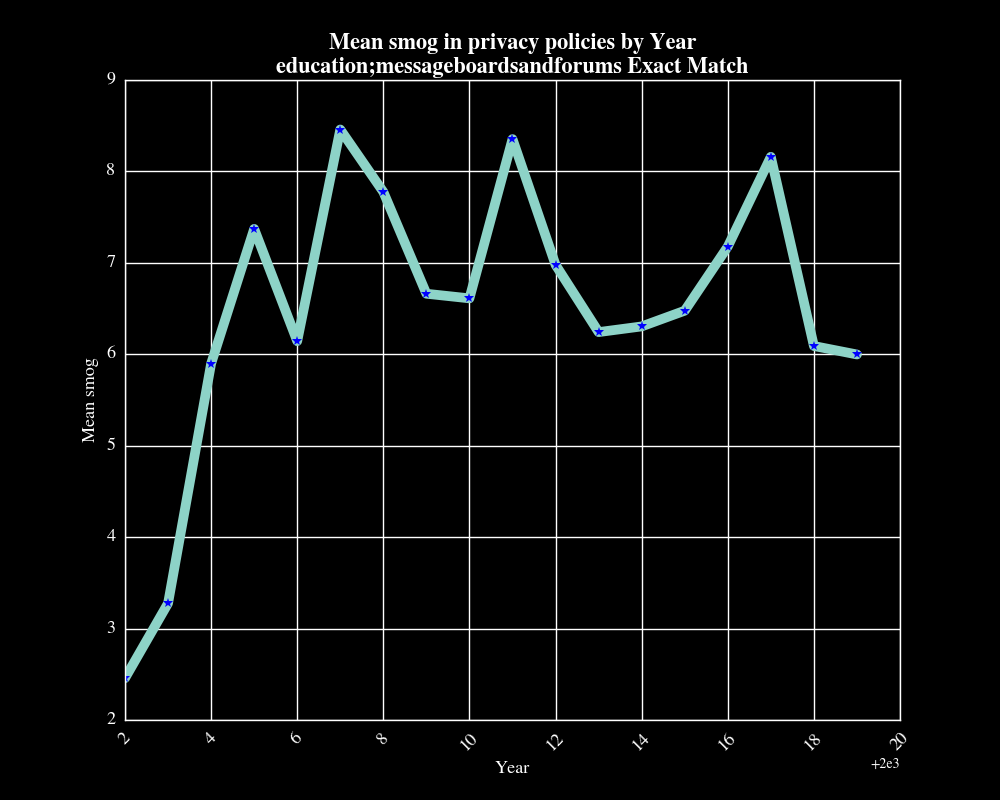 Mean smog in privacy policies by Year
education;messageboardsandforums Exact Match
9
8
7
6
5
4
3
2
Mean smog
2 4 6 8 10 12 14 16 18 20
+2e3
Year